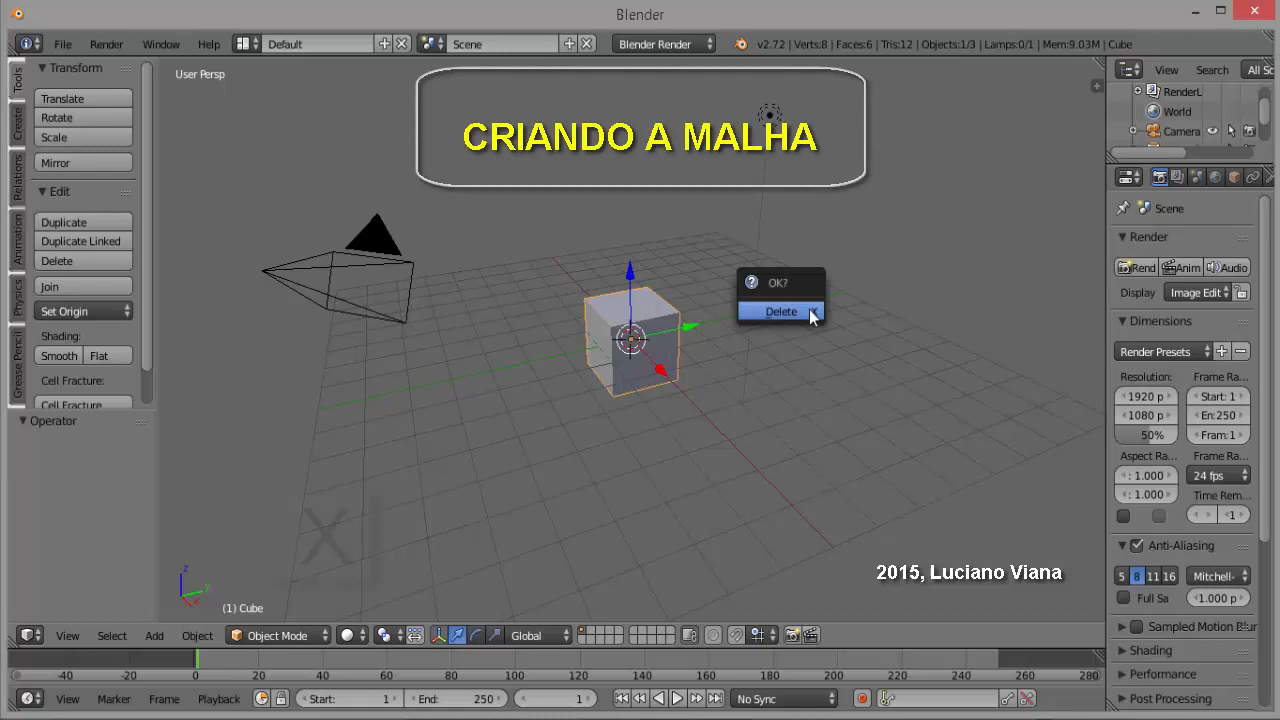 Blender
File Render Window Help Default Scene Blender Render v2.72 | Verts:8 | Faces:6 | Tris:12 | Objects:1/3 | Lamps:0/1 | Mem:9.03M | Cube
Tools
Create
Relations
Animation
Physics
Grease Pencil
Transform
Translate
Rotate
Scale
Mirror
Edit
Duplicate
Duplicate Linked
Delete
Join
Set Origin
Shading:
Smooth Flat
Cell Fracture:
Cell Fracture
Operator
User Persp
CRIANDO A MALHA
OK?
Delete X
X
2015, Luciano Viana
z
y
x
(1) Cube
View Search All Sc
RenderL
World
Camera
Scene
Render
Rend Anim Audio
Display Image Edit
Dimensions
Render Presets
Resolution: Frame Ra...
1920 p Start: 1
1080 p En:250
50% Fram:1
Aspect Ra... Frame Ra...
: 1.000 24 fps
: 1.000 Time Rem...
1
Anti-Aliasing
5 8 11 16 Mitchell-
Full Sa 1.000 p
Sampled Motion Blur
Shading
Performance
Post Processing
View Select Add Object Object Mode Global
-40 -20 0 20 40 60 80 100 120 140 160 180 200 220 240 260 280
View Marker Frame Playback Start: 1 End: 250 1 No Sync